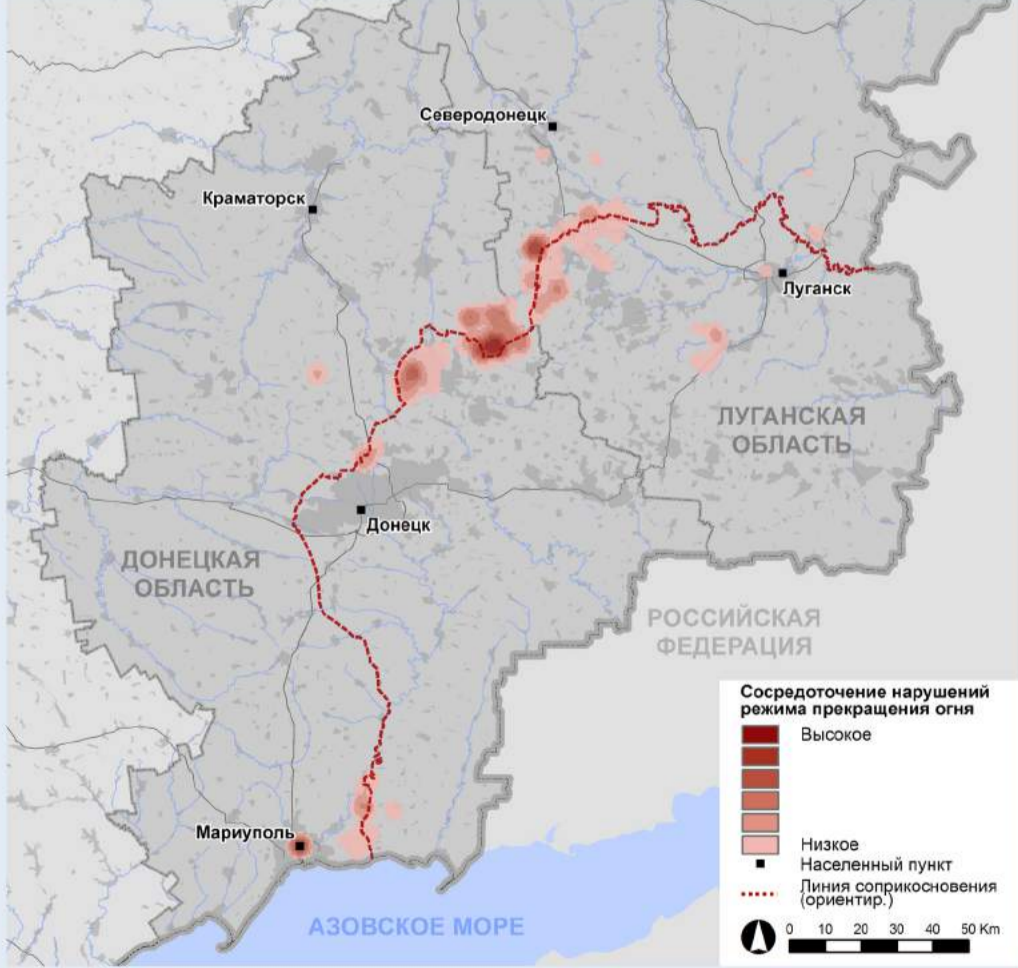 Северодонецк
Краматорск
Луганск
ЛУГАНСКАЯ
ОБЛАСТЬ
Донецк
ДОНЕЦКАЯ
ОБЛАСТЬ
РОССИЙСКАЯ
ФЕДЕРАЦИЯ
Мариуполь
АЗОВСКОЕ МОРЕ
Сосредоточение нарушений
режима прекращения огня
Высокое
Низкое
Населенный пункт
Линия соприкосновения
(ориентир.)
0 10 20 30 40 50 Km